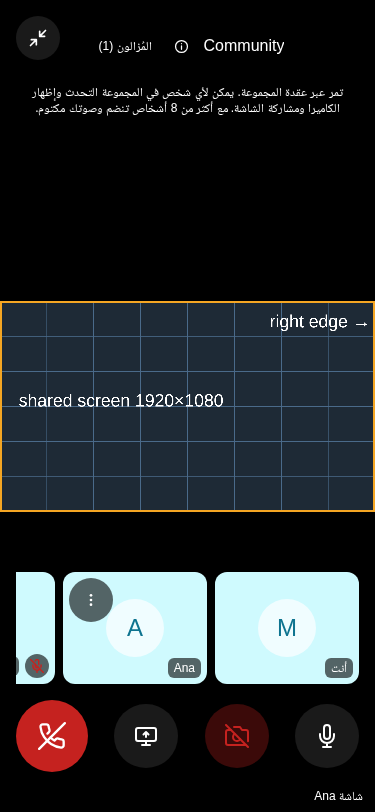 Community
المُزالون (1)
تمر عبر عقدة المجموعة. يمكن لأي شخص في المجموعة التحدث وإظهار
الكاميرا ومشاركة الشاشة. مع أكثر من 8 أشخاص تنضم وصوتك مكتوم.
right edge →
shared screen 1920×1080
M
أنت
A
Ana
شاشة Ana